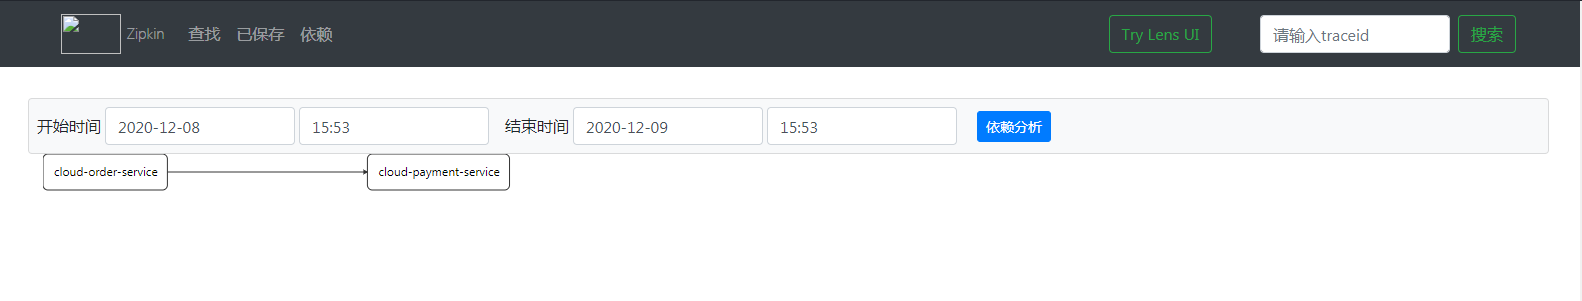 Zipkin 查找 已保存 依赖 Try Lens UI 请输入traceid 搜索
开始时间 2020-12-08 15:53 结束时间 2020-12-09 15:53 依赖分析
cloud-order-service cloud-payment-service